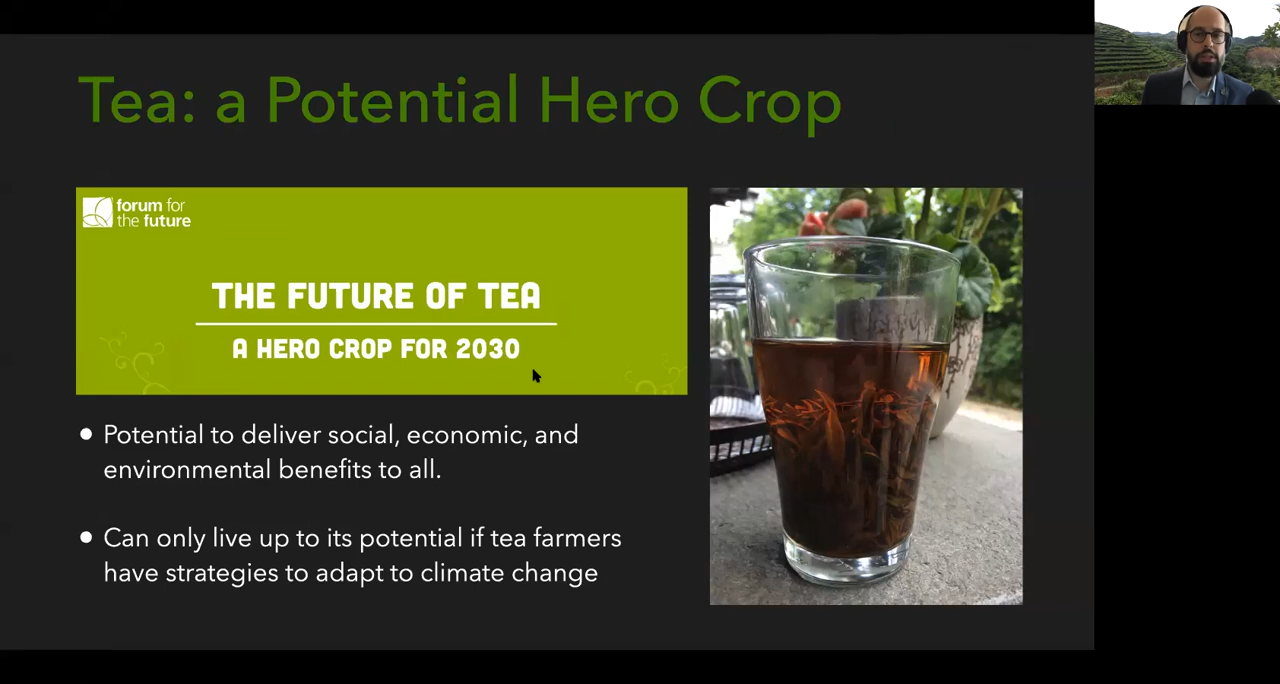 Tea: a Potential Hero Crop
forum for
the future
THE FUTURE OF TEA
A HERO CROP FOR 2030
● Potential to deliver social, economic, and
environmental benefits to all.
● Can only live up to its potential if tea farmers
have strategies to adapt to climate change